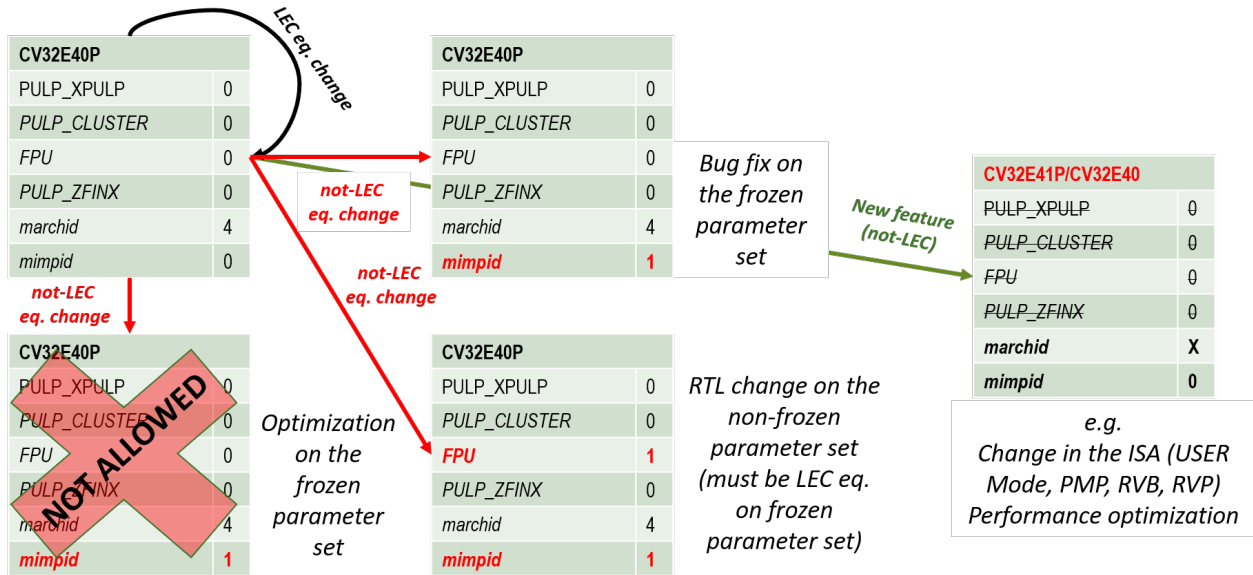 LEC eq. change
CV32E40P
PULP_XPULP 0
PULP_CLUSTER 0
FPU 0
PULP_ZFINX 0
marchid 4
mimpid 0
not-LEC
eq. change
CV32E40P
PULP_XPULP 0
PULP_CLUSTER 0
FPU 0
PULP_ZFINX 0
marchid 4
mimpid 1
Bug fix on
the frozen
parameter
set
New feature
(not-LEC)
CV32E41P/CV32E40
PULP_XPULP 0
PULP_CLUSTER 0
FPU 0
PULP_ZFINX 0
marchid X
mimpid 0
e.g.
Change in the ISA (USER
Mode, PMP, RVB, RVP)
Performance optimization
not-LEC
eq. change
CV32E40P
PULP_XPULP 0
PULP_CLUSTER 0
FPU 0
PULP_ZFINX 0
marchid 4
mimpid 1
NOT ALLOWED
Optimization
on the
frozen
parameter
set
not-LEC
eq. change
CV32E40P
PULP_XPULP 0
PULP_CLUSTER 0
FPU 1
PULP_ZFINX 0
marchid 4
mimpid 1
RTL change on the
non-frozen
parameter set
(must be LEC eq.
on frozen
parameter set)